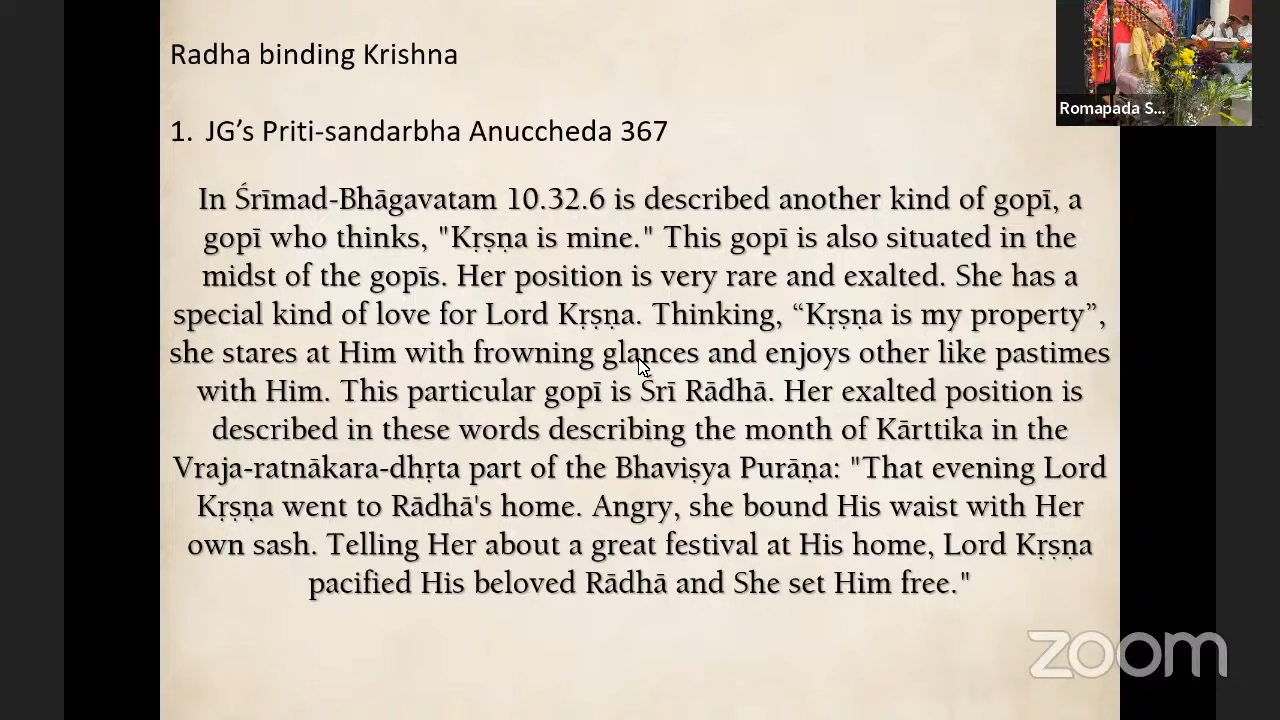 Radha binding Krishna
1. JG’s Priti-sandarbha Anuccheda 367
In Śrīmad-Bhāgavatam 10.32.6 is described another kind of gopī, a
gopī who thinks, "Kṛṣṇa is mine." This gopī is also situated in the
midst of the gopīs. Her position is very rare and exalted. She has a
special kind of love for Lord Kṛṣṇa. Thinking, “Kṛṣṇa is my property”,
she stares at Him with frowning glances and enjoys other like pastimes
with Him. This particular gopī is Śrī Rādhā. Her exalted position is
described in these words describing the month of Kārttika in the
Vraja-ratnākara-dhṛta part of the Bhaviṣya Purāṇa: "That evening Lord
Kṛṣṇa went to Rādhā's home. Angry, she bound His waist with Her
own sash. Telling Her about a great festival at His home, Lord Kṛṣṇa
pacified His beloved Rādhā and She set Him free."
Romapada S...
zoom